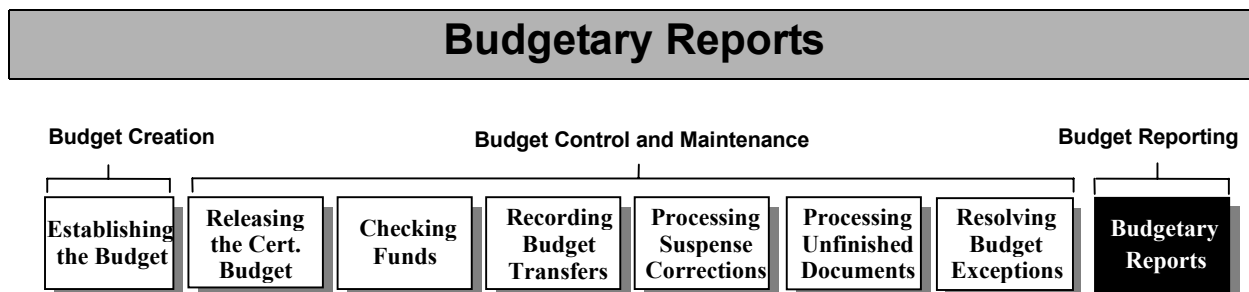 Budgetary Reports
Budget Creation
Budget Control and Maintenance
Budget Reporting
Establishing
the Budget
Releasing
the Cert.
Budget
Checking
Funds
Recording
Budget
Transfers
Processing
Suspense
Corrections
Processing
Unfinished
Documents
Resolving
Budget
Exceptions
Budgetary
Reports